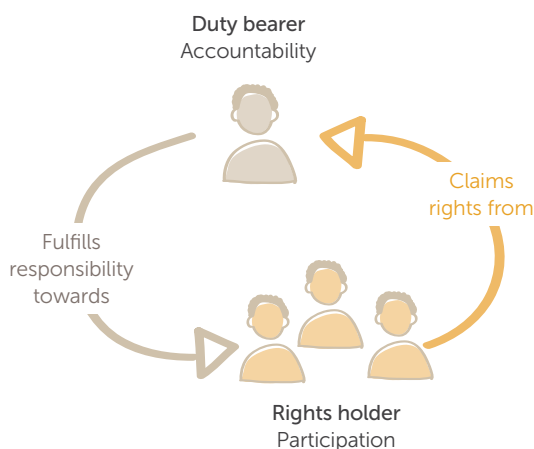 Duty bearer
Accountability
Claims
rights from
Fulfills
responsibility
towards
Rights holder
Participation